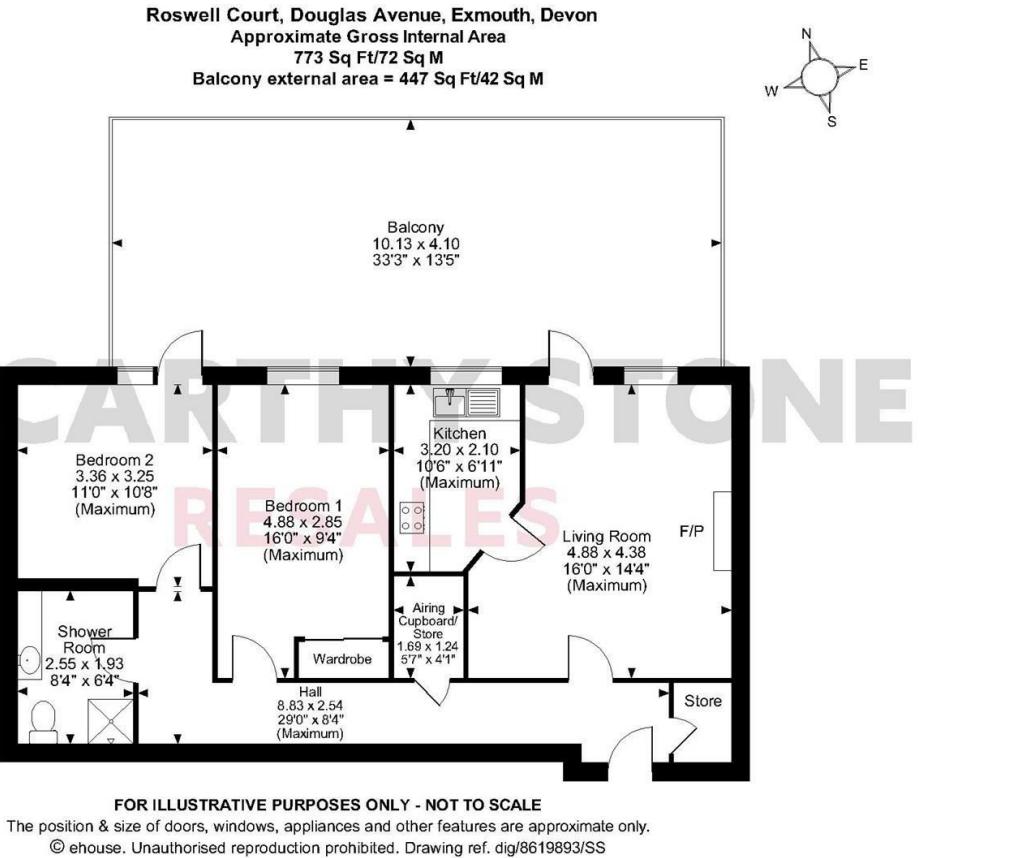 Roswell Court, Douglas Avenue, Exmouth, Devon
Approximate Gross Internal Area
773 Sq Ft/72 Sq M
Balcony external area = 447 Sq Ft/42 Sq M
N
E
W
S
Balcony
10.13 x 4.10
33'3" x 13'5"
CARTHY STONE
RESALES
Kitchen
3.20 x 2.10
10'6" x 6'11"
(Maximum)
Bedroom 2
3.36 x 3.25
11'0" x 10'8"
(Maximum)
Bedroom 1
4.88 x 2.85
16'0" x 9'4"
(Maximum)
F/P
Living Room
4.88 x 4.38
16'0" x 14'4"
(Maximum)
Airing
Cupboard/
Store
1.69 x 1.24
5'7" x 4'1"
Shower
Room
2.55 x 1.93
8'4" x 6'4"
Wardrobe
Hall
8.83 x 2.54
29'0" x 8'4"
(Maximum)
Store
FOR ILLUSTRATIVE PURPOSES ONLY - NOT TO SCALE
The position & size of doors, windows, appliances and other features are approximate only.
© ehouse. Unauthorised reproduction prohibited. Drawing ref. dig/8619893/SS